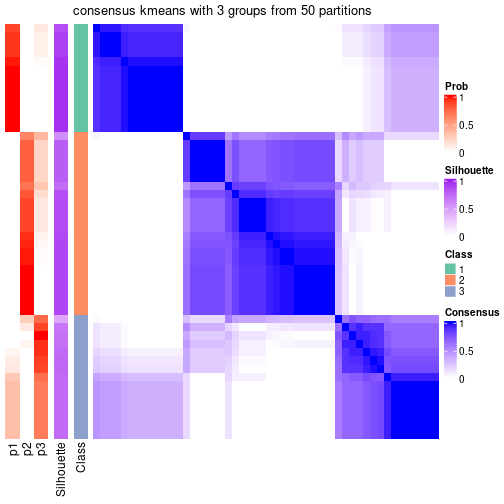 consensus kmeans with 3 groups from 50 partitions
Prob
1
0.5
0
Silhouette
1
0.5
0
Class
1
2
3
Consensus
1
0.5
0
p1
p2
p3
Silhouette
Class